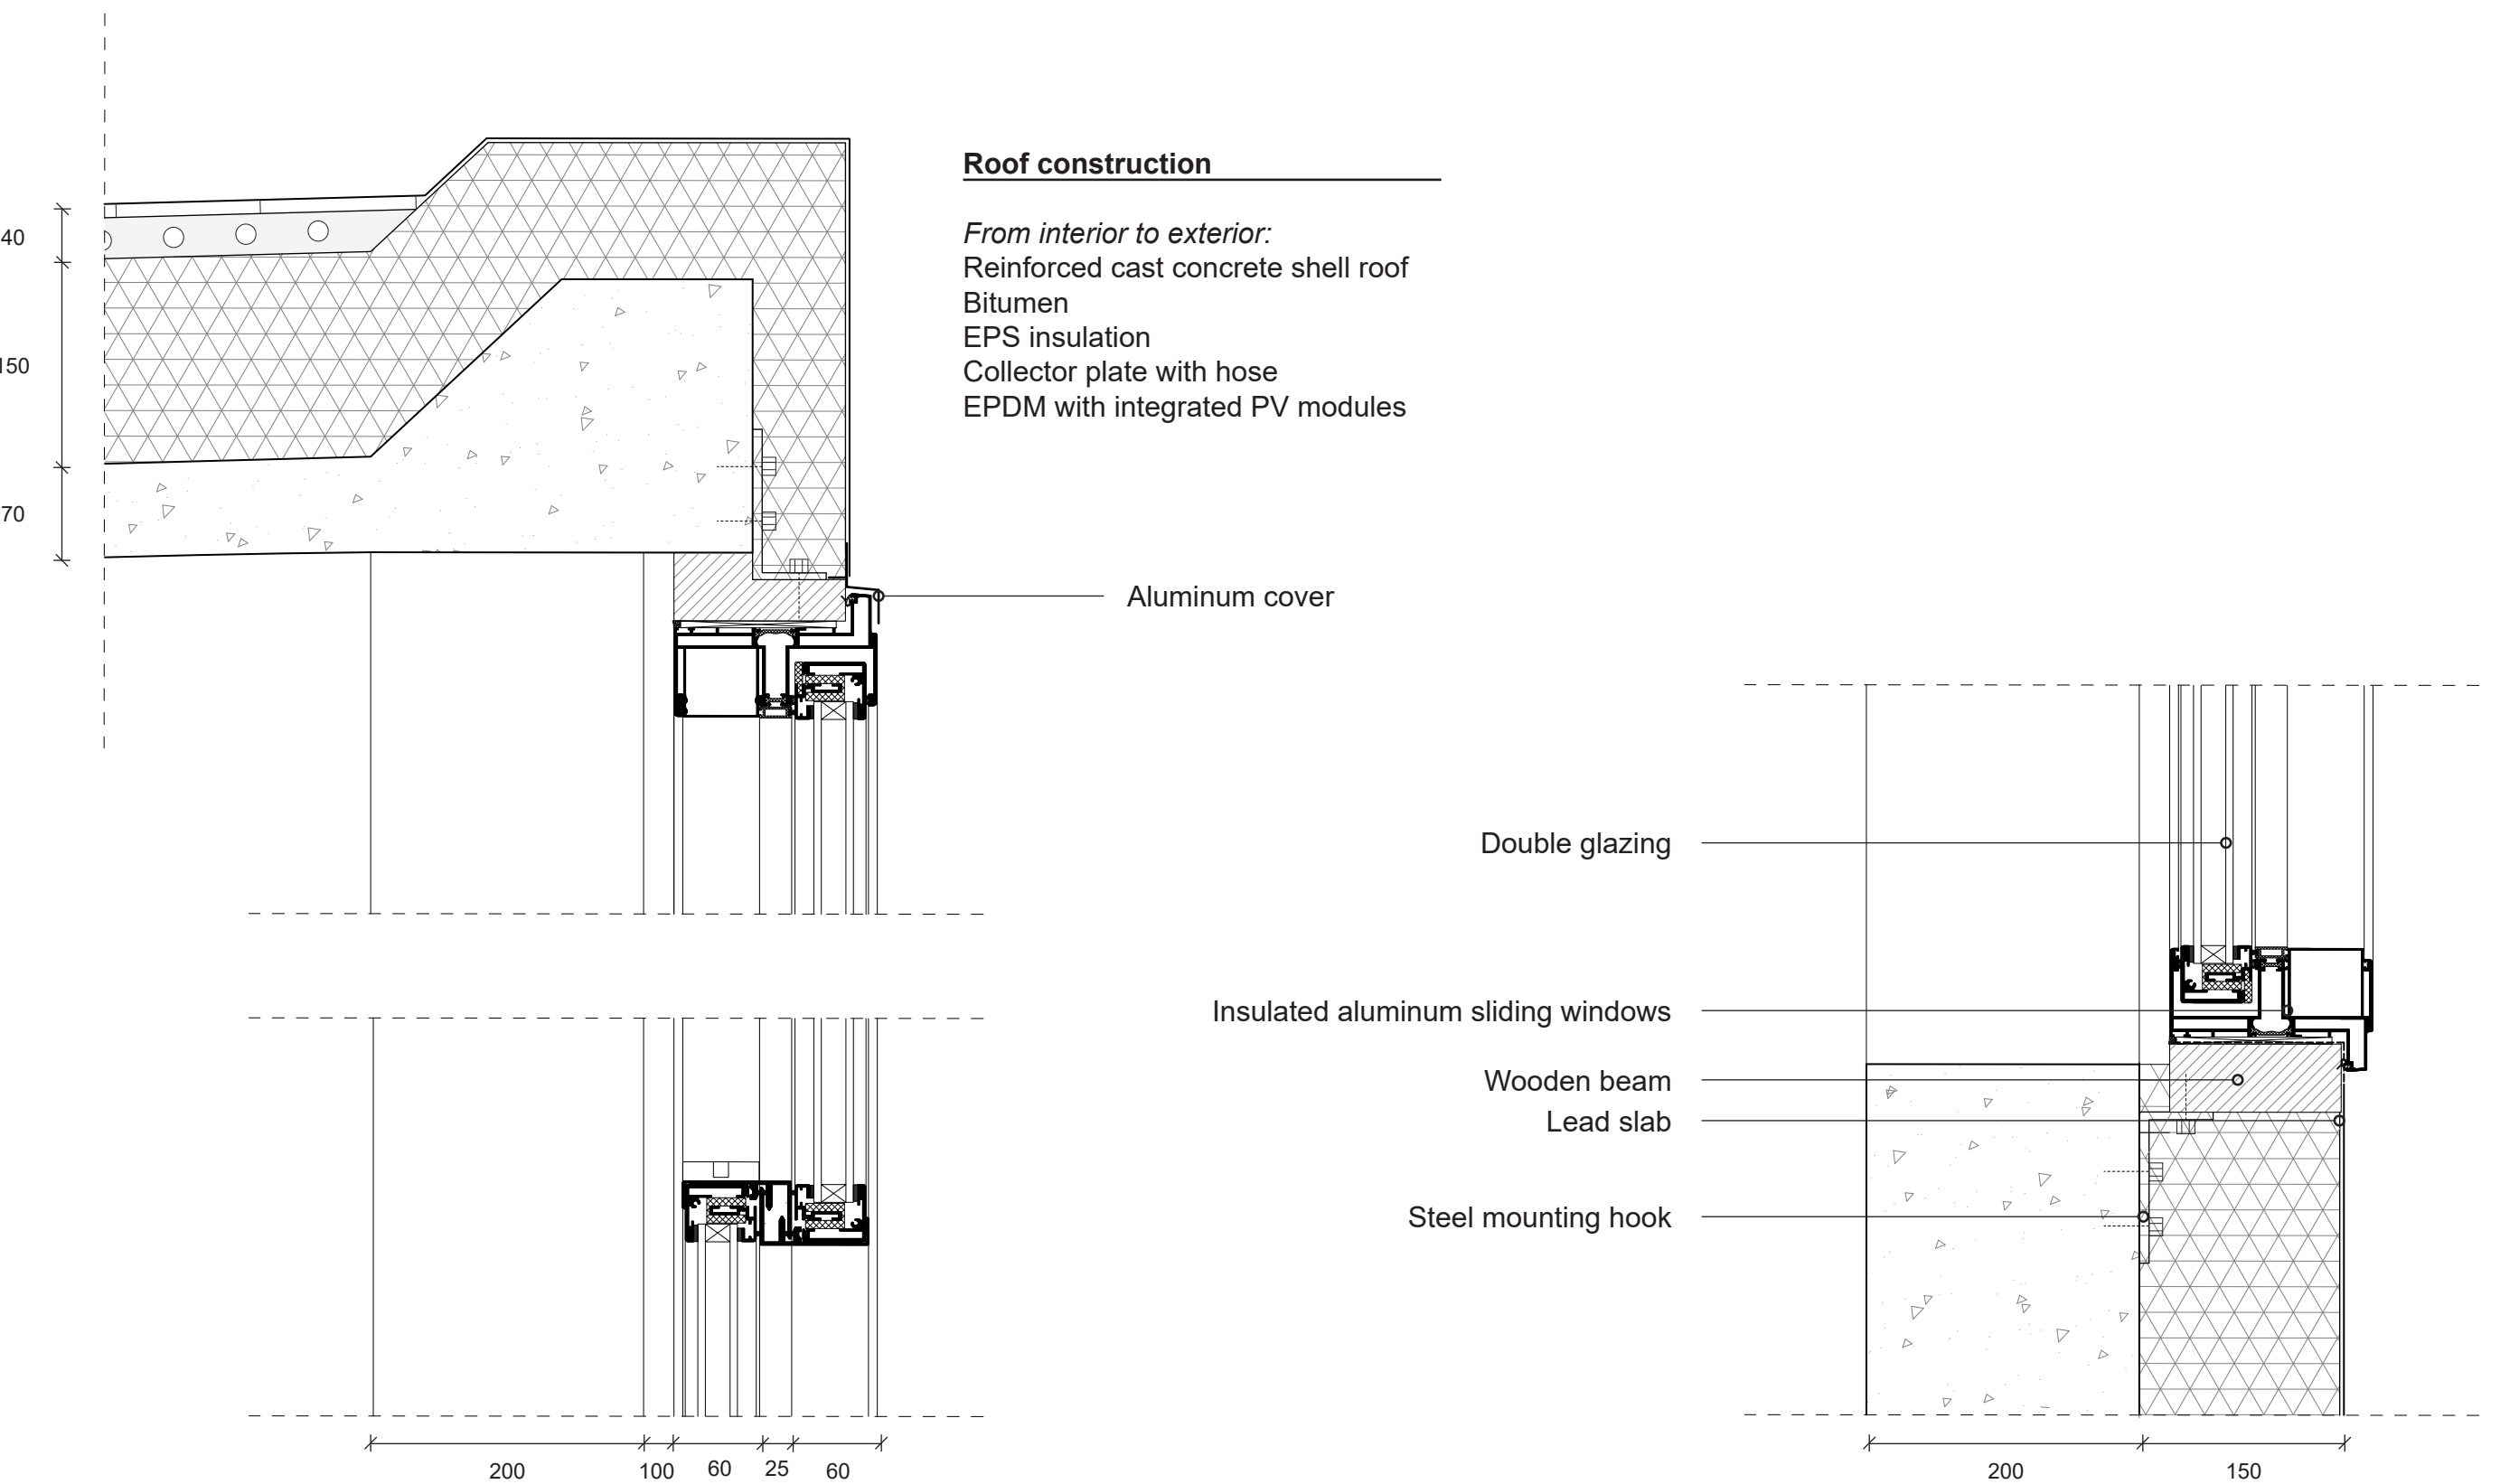 Roof construction
From interior to exterior:
Reinforced cast concrete shell roof
Bitumen
EPS insulation
Collector plate with hose
EPDM with integrated PV modules
40
150
70
Aluminum cover
Double glazing
Insulated aluminum sliding windows
Wooden beam
Lead slab
Steel mounting hook
200 100 60 25 60
200 150